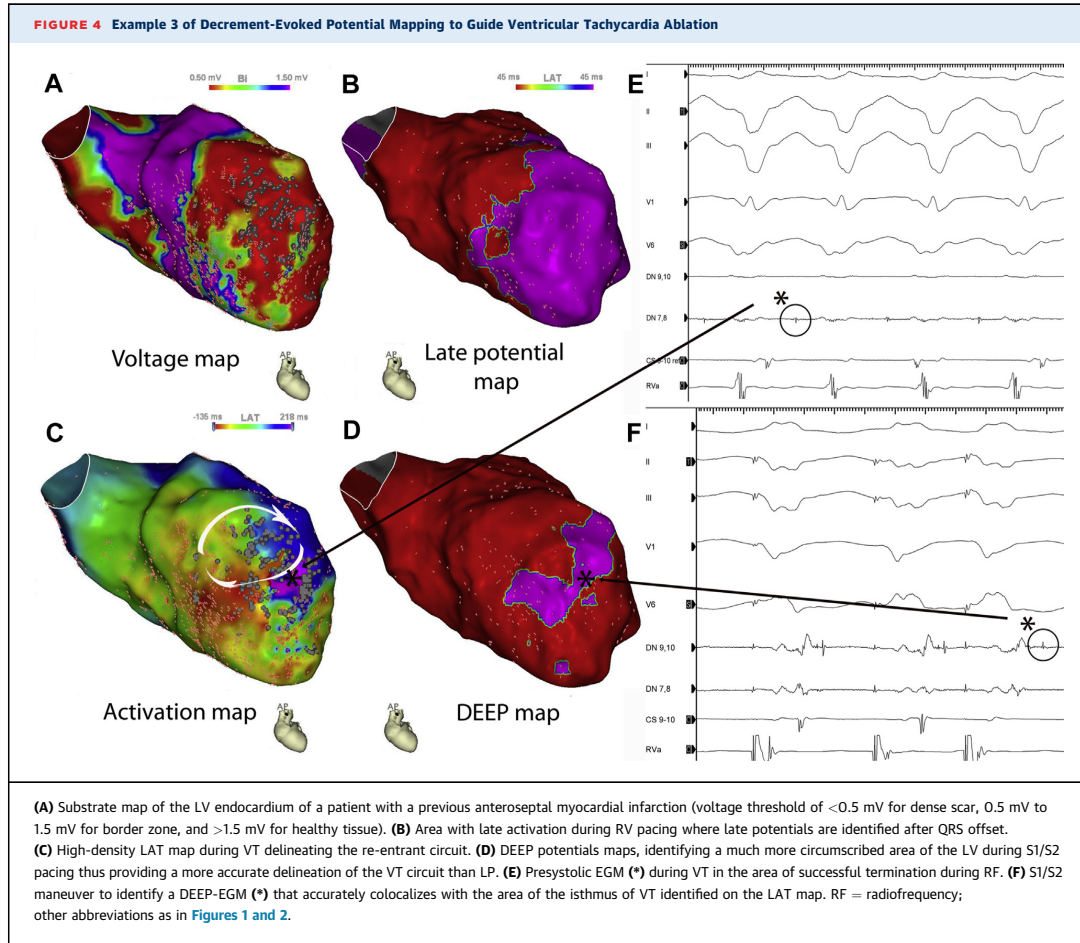 FIGURE 4 Example 3 of Decrement-Evoked Potential Mapping to Guide Ventricular Tachycardia Ablation
A
0.50 mV BI 1.50 mV
Voltage map
AP
B
45 ms LAT 45 ms
Late potential
map
AP
C
-135 ms LAT 218 ms
Activation map
AP
D
DEEP map
AP
E
I
II
III
V1
V6
DN 9,10
*
DN 7,8
CS 9-10 ref
RVa
F
I
II
III
V1
V6
*
DN 9,10
DN 7,8
CS 9-10
RVa
*
*
(A) Substrate map of the LV endocardium of a patient with a previous anteroseptal myocardial infarction (voltage threshold of <0.5 mV for dense scar, 0.5 mV to
1.5 mV for border zone, and >1.5 mV for healthy tissue). (B) Area with late activation during RV pacing where late potentials are identified after QRS offset.
(C) High-density LAT map during VT delineating the re-entrant circuit. (D) DEEP potentials maps, identifying a much more circumscribed area of the LV during S1/S2
pacing thus providing a more accurate delineation of the VT circuit than LP. (E) Presystolic EGM (*) during VT in the area of successful termination during RF. (F) S1/S2
maneuver to identify a DEEP-EGM (*) that accurately colocalizes with the area of the isthmus of VT identified on the LAT map. RF = radiofrequency;
other abbreviations as in Figures 1 and 2.